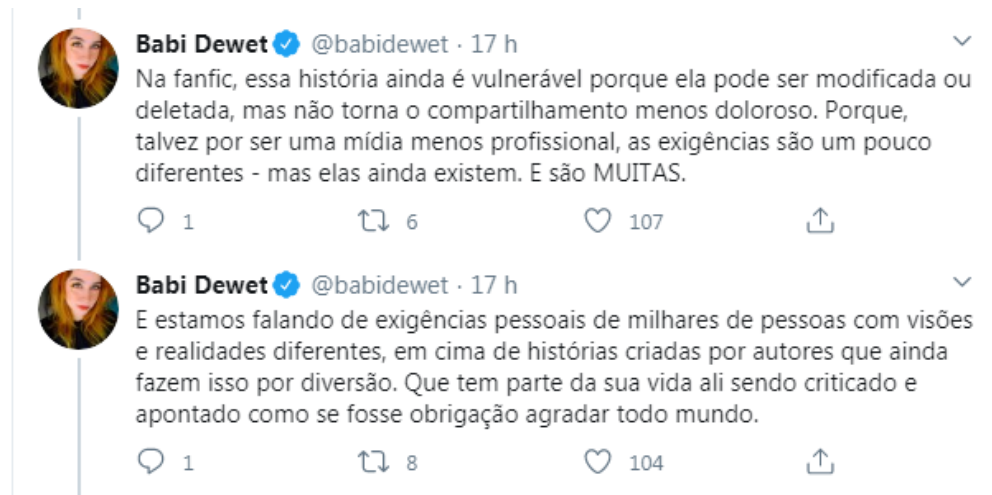 Babi Dewet @babidewet · 17 h
Na fanfic, essa história ainda é vulnerável porque ela pode ser modificada ou
deletada, mas não torna o compartilhamento menos doloroso. Porque,
talvez por ser uma mídia menos profissional, as exigências são um pouco
diferentes - mas elas ainda existem. E são MUITAS.
1 6 107
Babi Dewet @babidewet · 17 h
E estamos falando de exigências pessoais de milhares de pessoas com visões
e realidades diferentes, em cima de histórias criadas por autores que ainda
fazem isso por diversão. Que tem parte da sua vida ali sendo criticado e
apontado como se fosse obrigação agradar todo mundo.
1 8 104